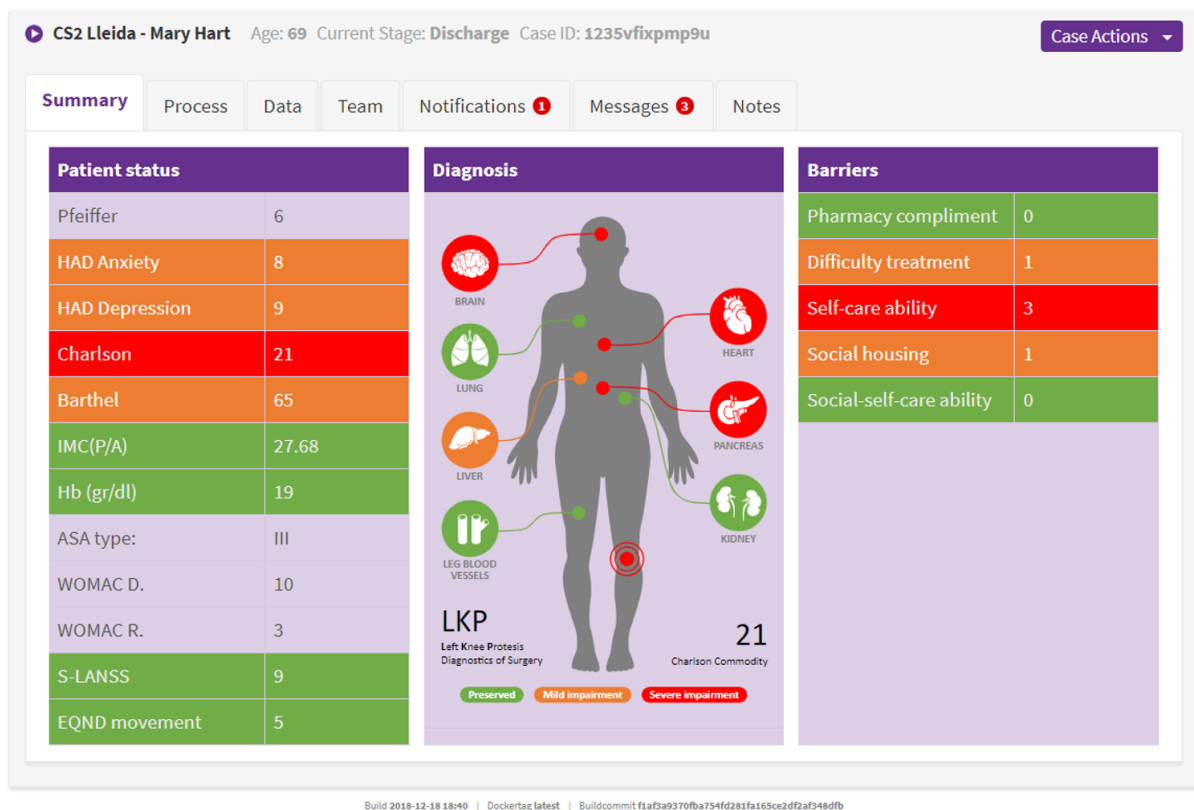 CS2 Lleida - Mary Hart Age: 69 Current Stage: Discharge Case ID: 1235vfixpmp9u
Case Actions
Summary Process Data Team Notifications 1 Messages 3 Notes
Patient status
Pfeiffer 6
HAD Anxiety 8
HAD Depression 9
Charlson 21
Barthel 65
IMC(P/A) 27.68
Hb (gr/dl) 19
ASA type: III
WOMAC D. 10
WOMAC R. 3
S-LANSS 9
EQND movement 5
Diagnosis
BRAIN
LUNG
LIVER
LEG BLOOD
VESSELS
HEART
PANCREAS
KIDNEY
LKP
Left Knee Protesis
Diagnostics of Surgery
21
Charlson Commodity
Preserved Mild impairment Severe impairment
Barriers
Pharmacy compliment 0
Difficulty treatment 1
Self-care ability 3
Social housing 1
Social-self-care ability 0
Build 2018-12-18 18:40 | Dockertag latest | Buildcommit f1af3a9370fba754fd281fa165ce2df2af348dfb